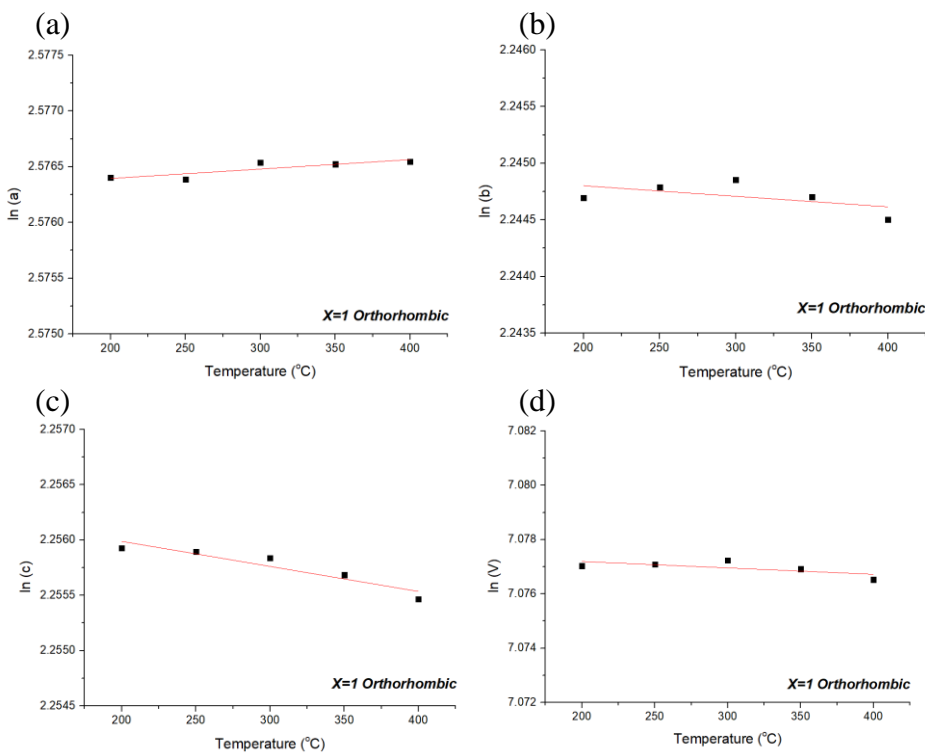 (a)
2.5775
2.5770
2.5765
2.5760
2.5755
2.5750
ln (a)
X=1 Orthorhombic
200 250 300 350 400
Temperature (°C)
(b)
2.2460
2.2455
2.2450
2.2445
2.2440
2.2435
ln (b)
X=1 Orthorhombic
200 250 300 350 400
Temperature (°C)
(c)
2.2570
2.2565
2.2560
2.2555
2.2550
2.2545
ln (c)
X=1 Orthorhombic
200 250 300 350 400
Temperature (°C)
(d)
7.082
7.080
7.078
7.076
7.074
7.072
ln (V)
X=1 Orthorhombic
200 250 300 350 400
Temperature (°C)